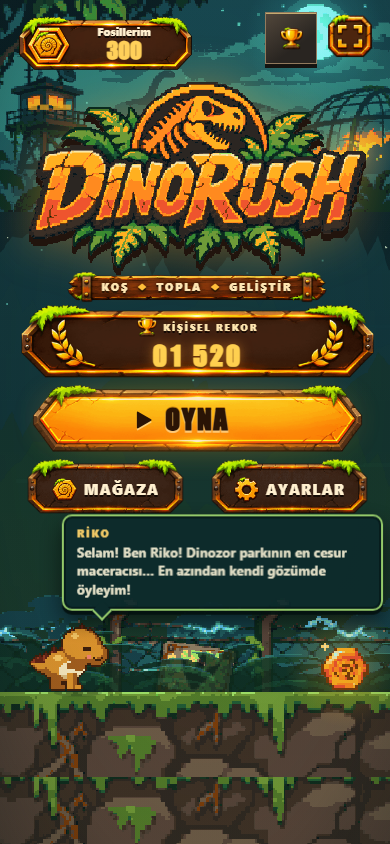 Fosillerim
300
DINORUSH
KOŞ ◆ TOPLA ◆ GELİŞTİR
KİŞİSEL REKOR
01 520
OYNA
MAĞAZA
AYARLAR
RİKO
Selam! Ben Riko! Dinozor parkının en cesur
maceracısı... En azından kendi gözümde
öyleyim!